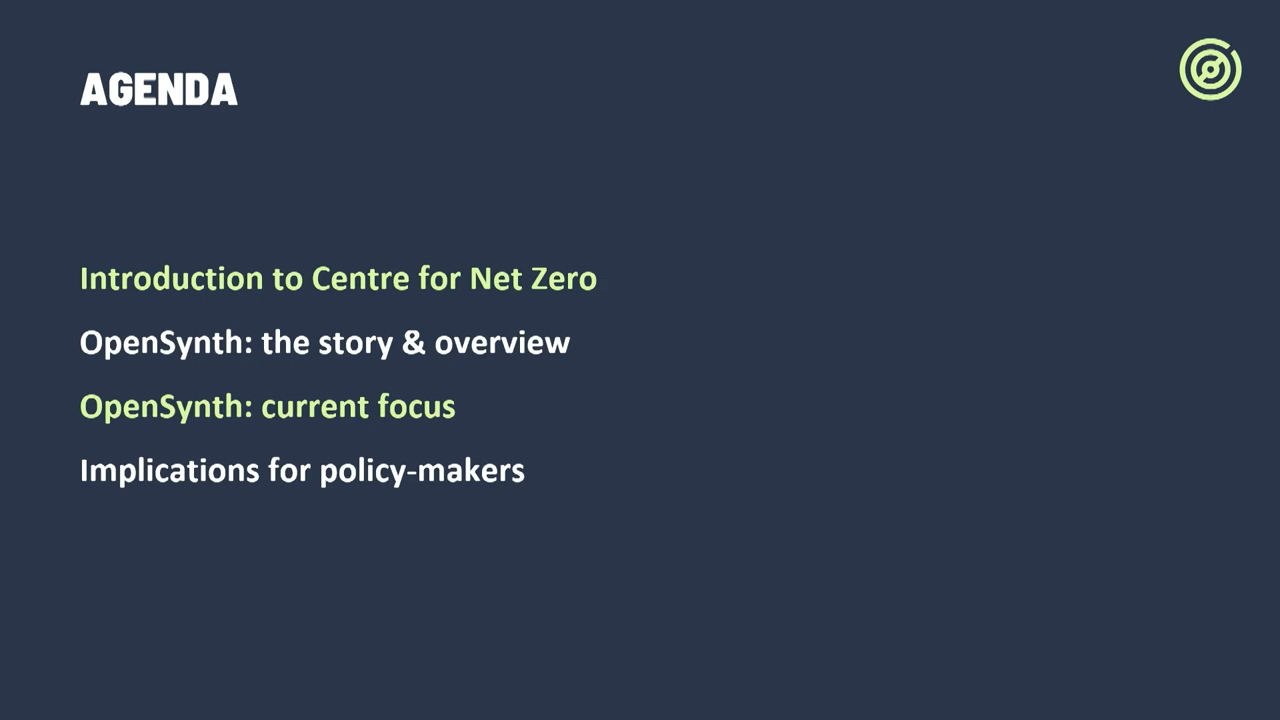 AGENDA
Introduction to Centre for Net Zero
OpenSynth: the story & overview
OpenSynth: current focus
Implications for policy-makers